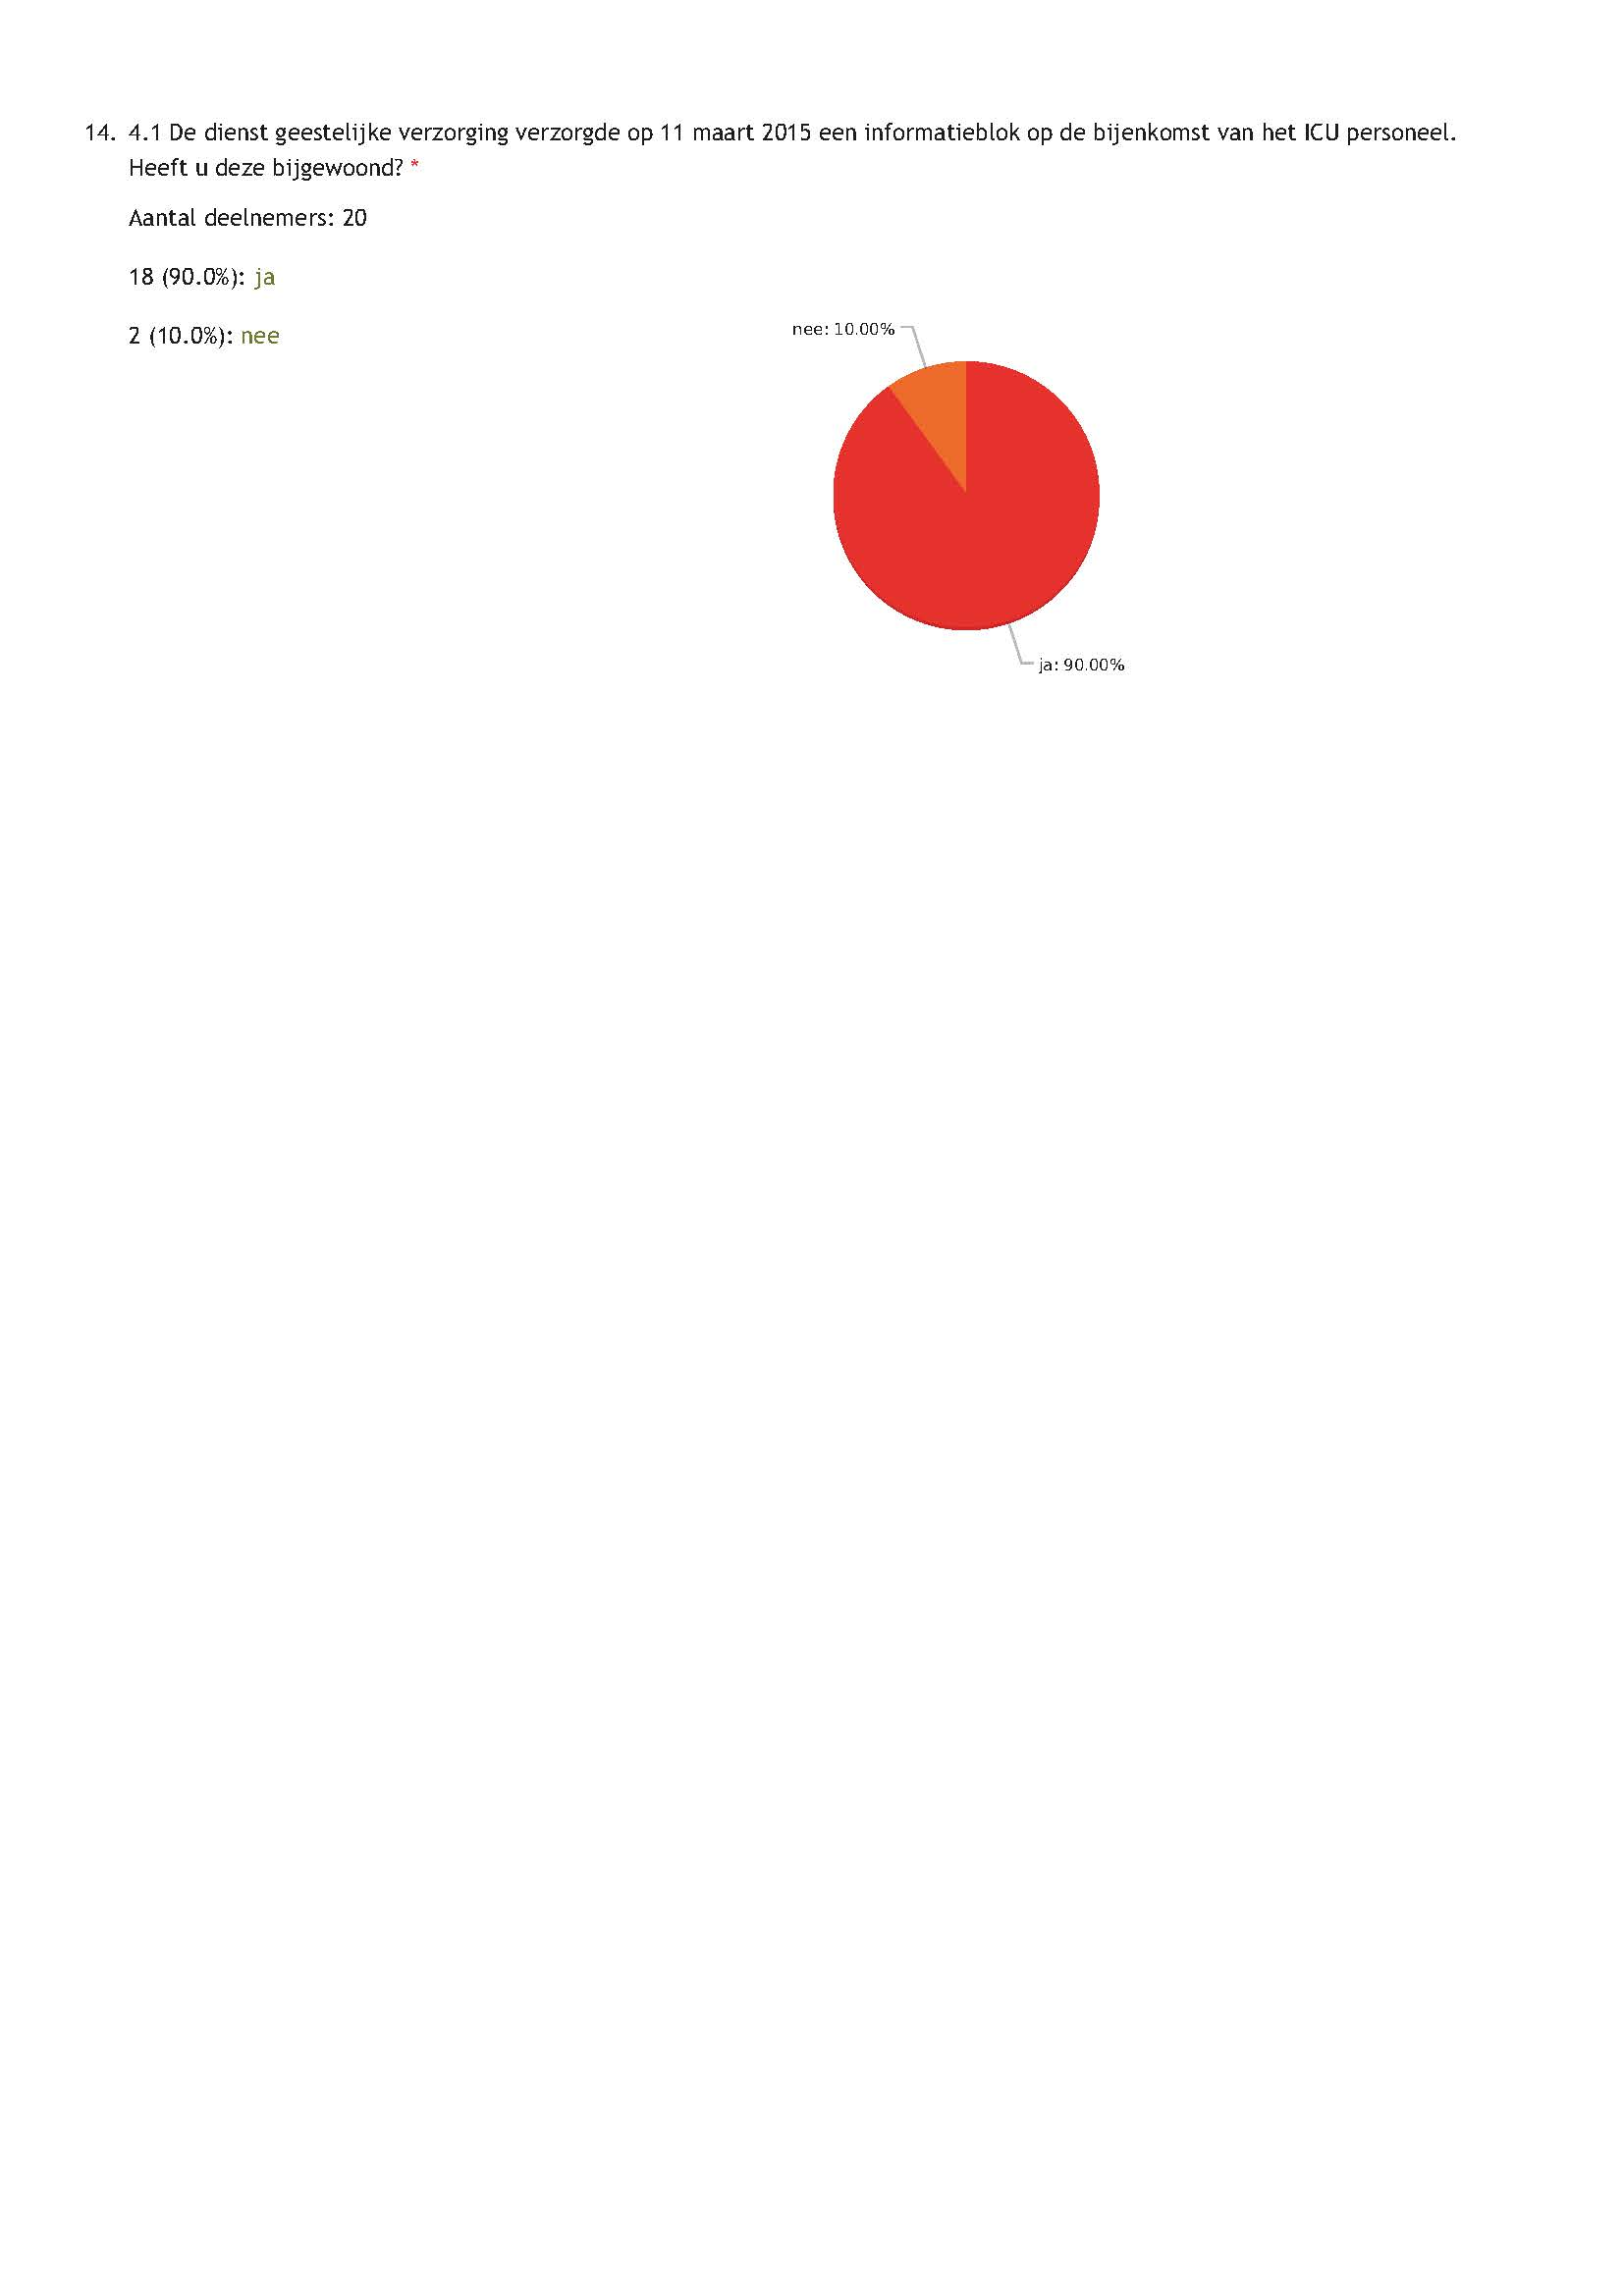 14. 4.1 De dienst geestelijke verzorging verzorgde op 11 maart 2015 een informatieblok op de bijenkomst van het ICU personeel.
Heeft u deze bijgewoond? *
Aantal deelnemers: 20
18 (90.0%): ja
2 (10.0%): nee
nee: 10.00%
ja: 90.00%